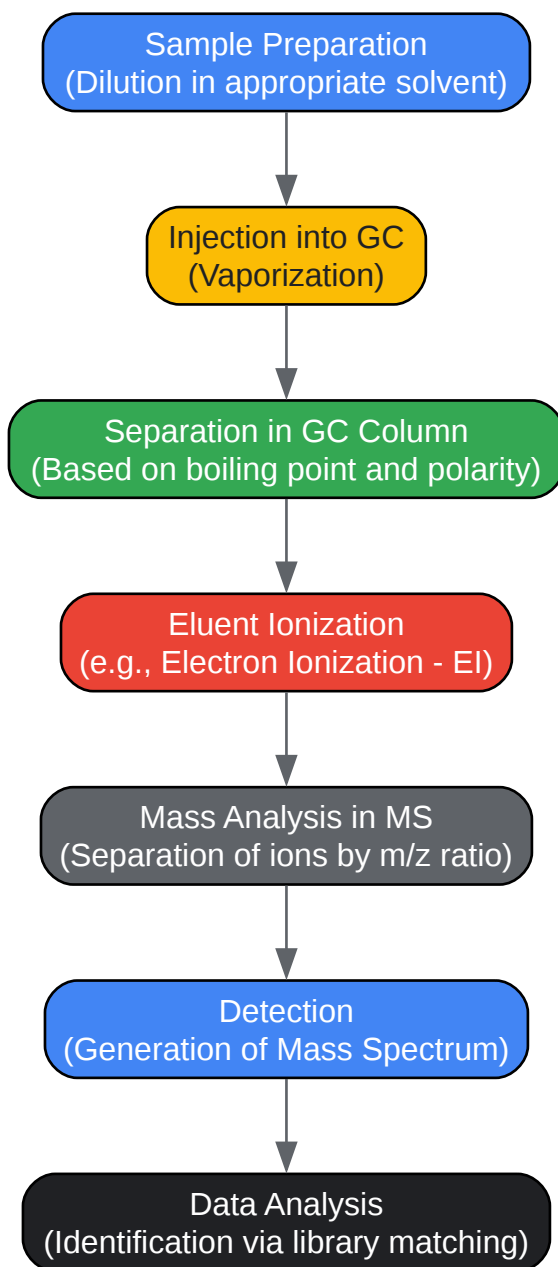 Sample Preparation
(Dilution in appropriate solvent)
Injection into GC
(Vaporization)
Separation in GC Column
(Based on boiling point and polarity)
Eluent Ionization
(e.g., Electron Ionization - EI)
Mass Analysis in MS
(Separation of ions by m/z ratio)
Detection
(Generation of Mass Spectrum)
Data Analysis
(Identification via library matching)